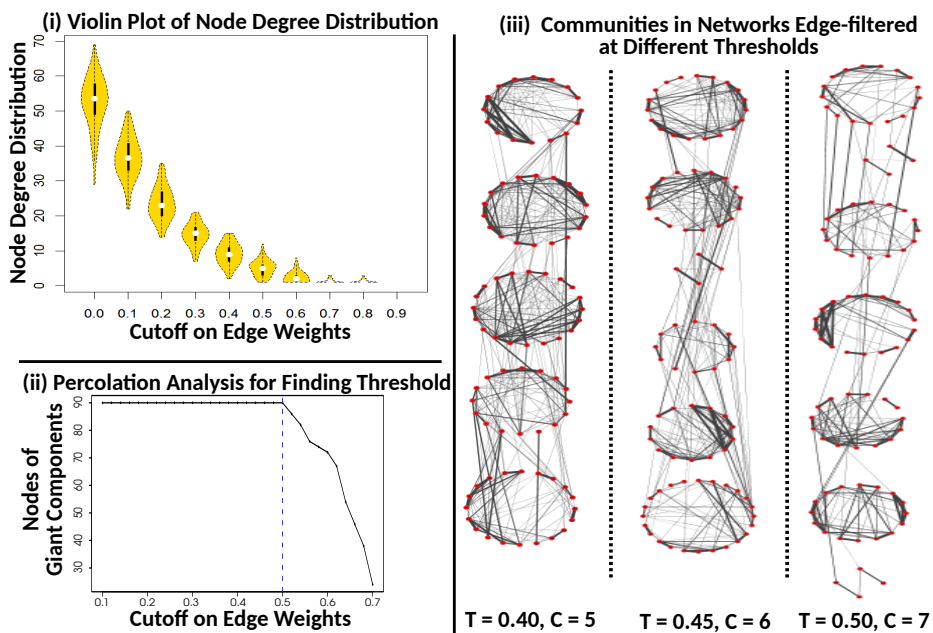 (i) Violin Plot of Node Degree Distribution
Node Degree Distribution
70
60
50
40
30
20
10
0
0.0 0.1 0.2 0.3 0.4 0.5 0.6 0.7 0.8 0.9
Cutoff on Edge Weights
(ii) Percolation Analysis for Finding Threshold
Nodes of
Giant Components
90
80
70
60
50
40
30
0.1 0.2 0.3 0.4 0.5 0.6 0.7
Cutoff on Edge Weights
(iii) Communities in Networks Edge-filtered
at Different Thresholds
T = 0.40, C = 5
T = 0.45, C = 6
T = 0.50, C = 7